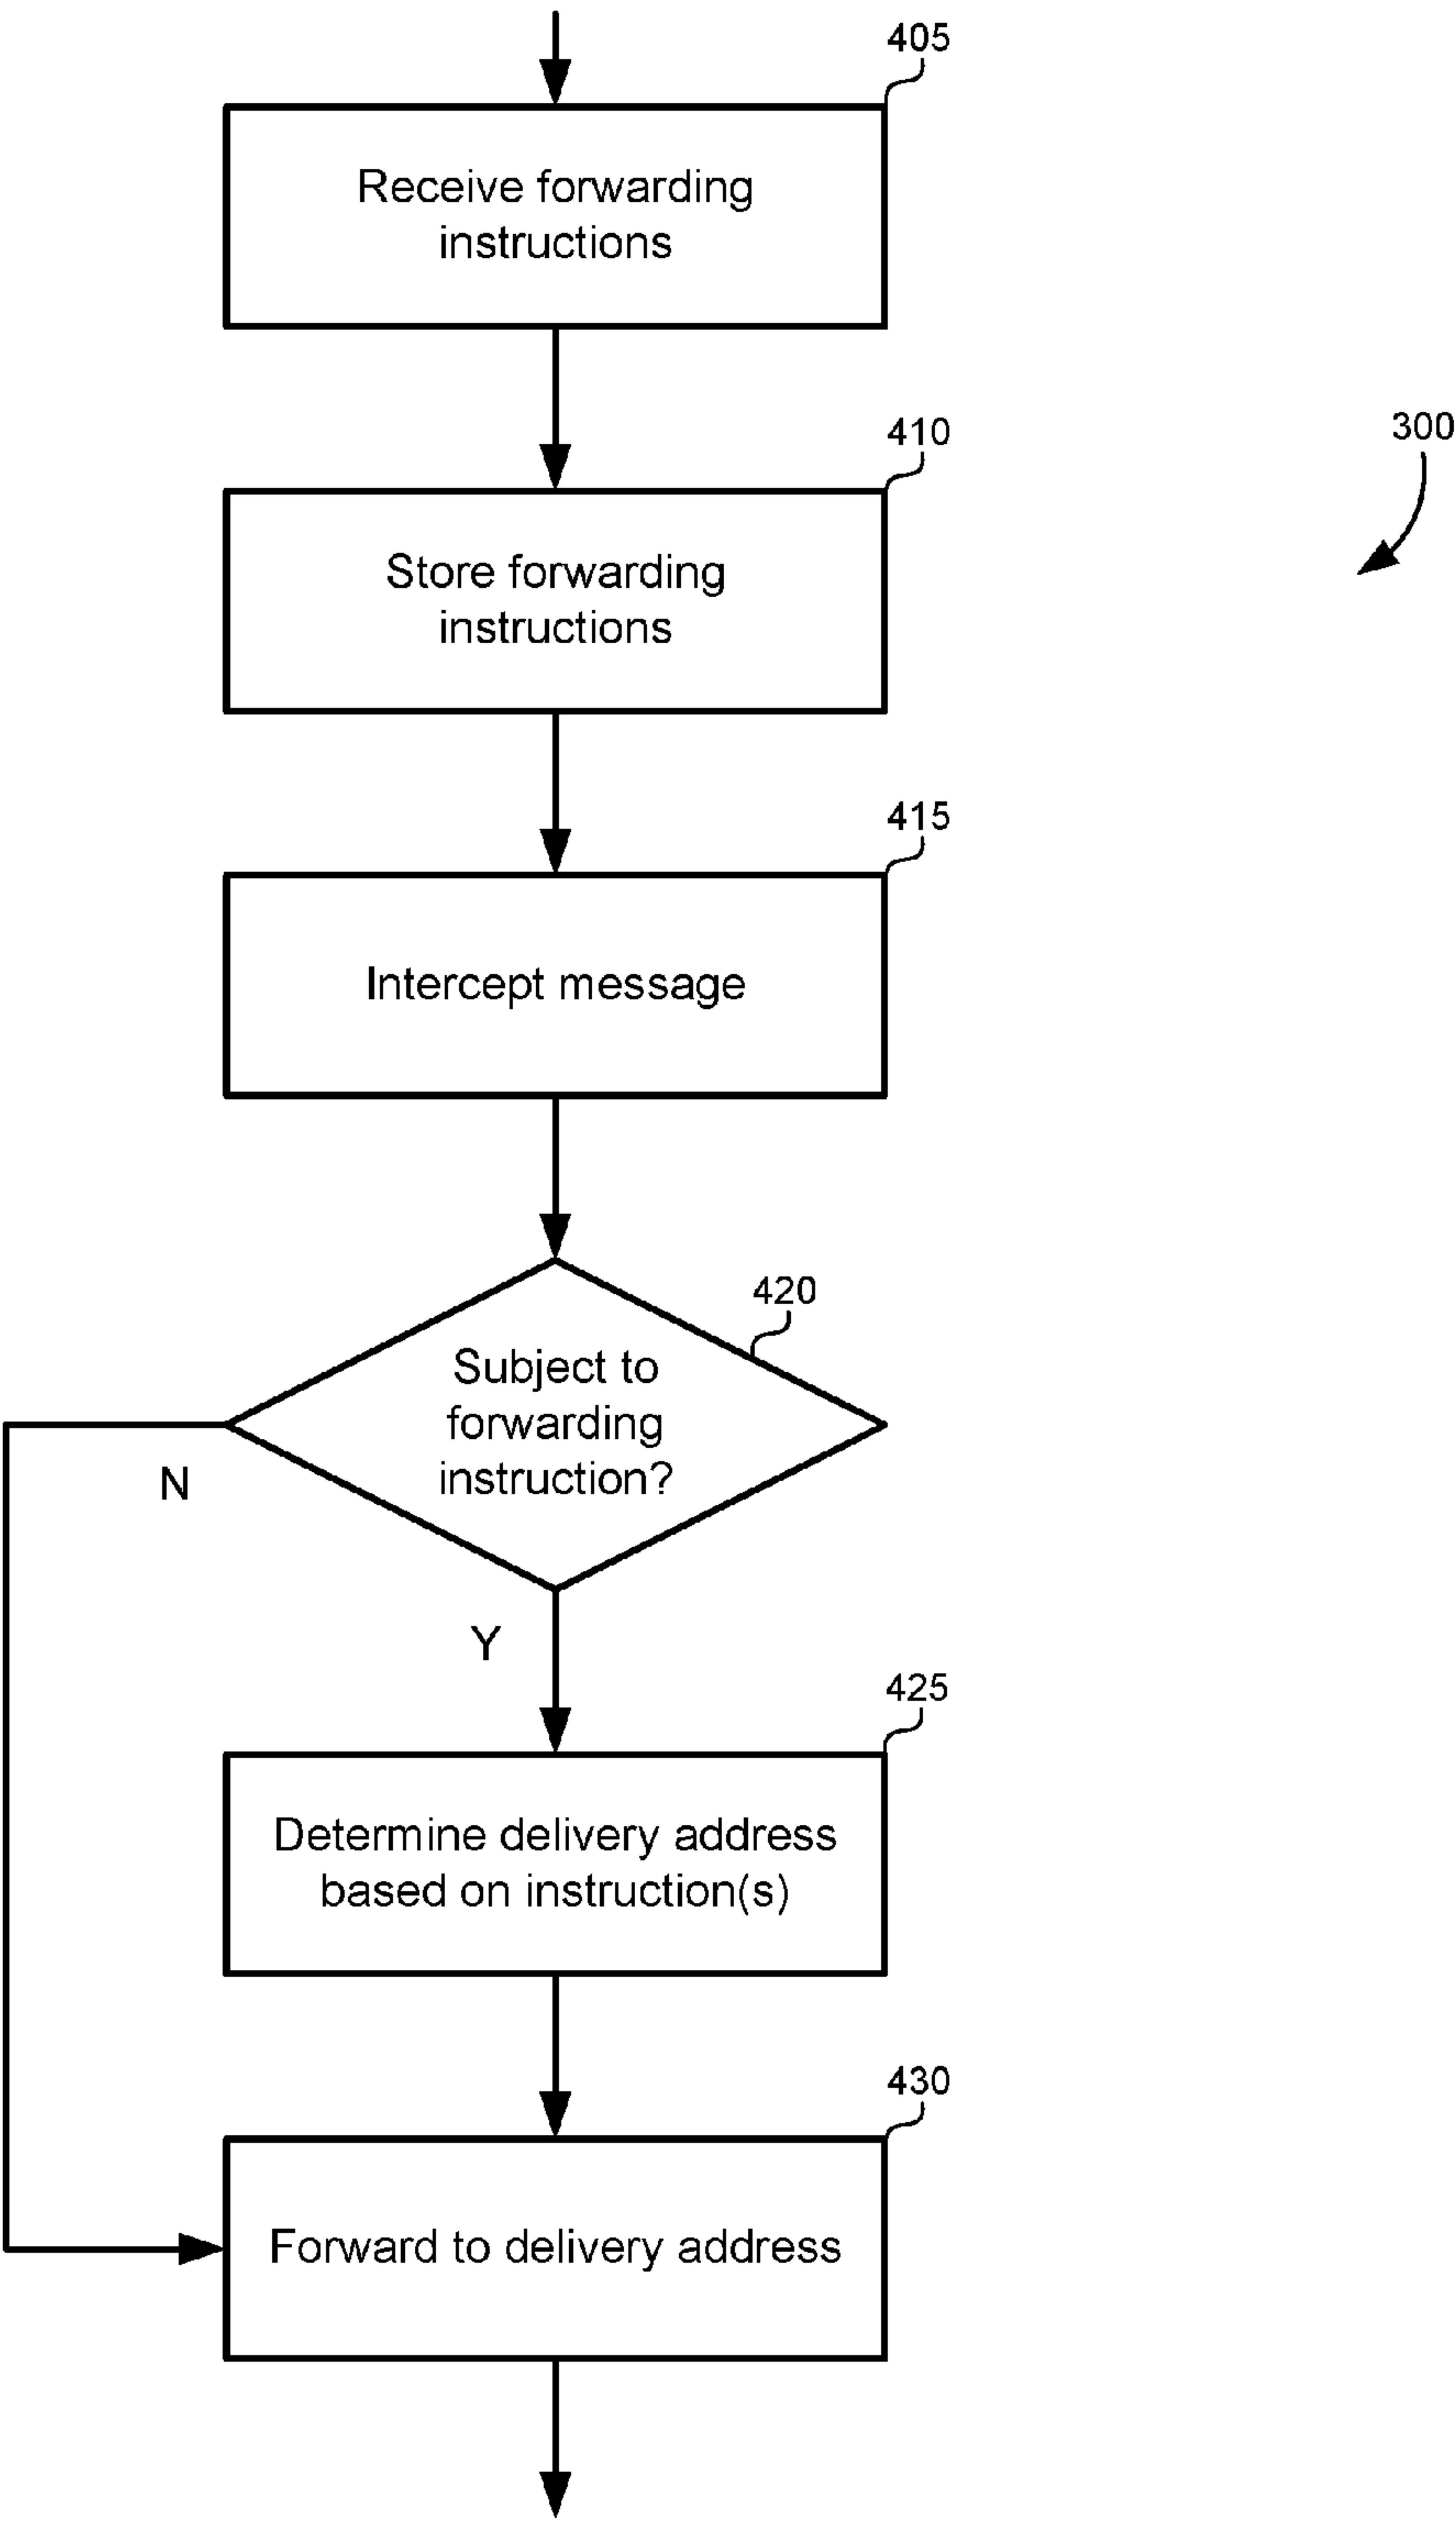 405
Receive forwarding
instructions
410
300
Store forwarding
instructions
415
Intercept message
420
Subject to
forwarding
instruction?
N
Y
425
Determine delivery address
based on instruction(s)
430
Forward to delivery address